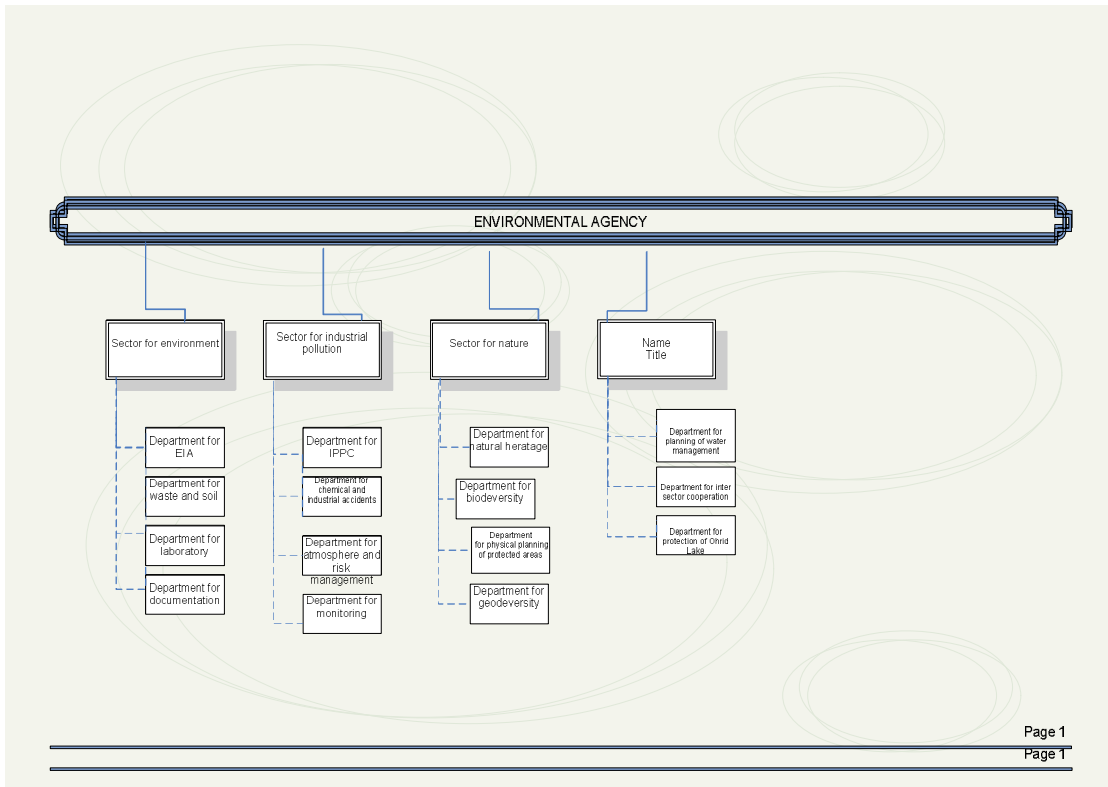 ENVIRONMENTAL AGENCY
Sector for environment
Sector for industrial
pollution
Sector for nature
Name
Title
Department for
EIA
Department for
waste and soil
Department for
laboratory
Department for
documentation
Department for
IPPC
Department for
chemical and
industrial accidents
Department for
atmosphere and
risk
management
Department for
monitoring
Department for
natural heratage
Department for
biodeversity
Department
for physical planning
of protected areas
Department for
geodeversity
Department for
planning of water
management
Department for inter
sector cooperation
Department for
protection of Ohrid
Lake
Page 1
Page 1